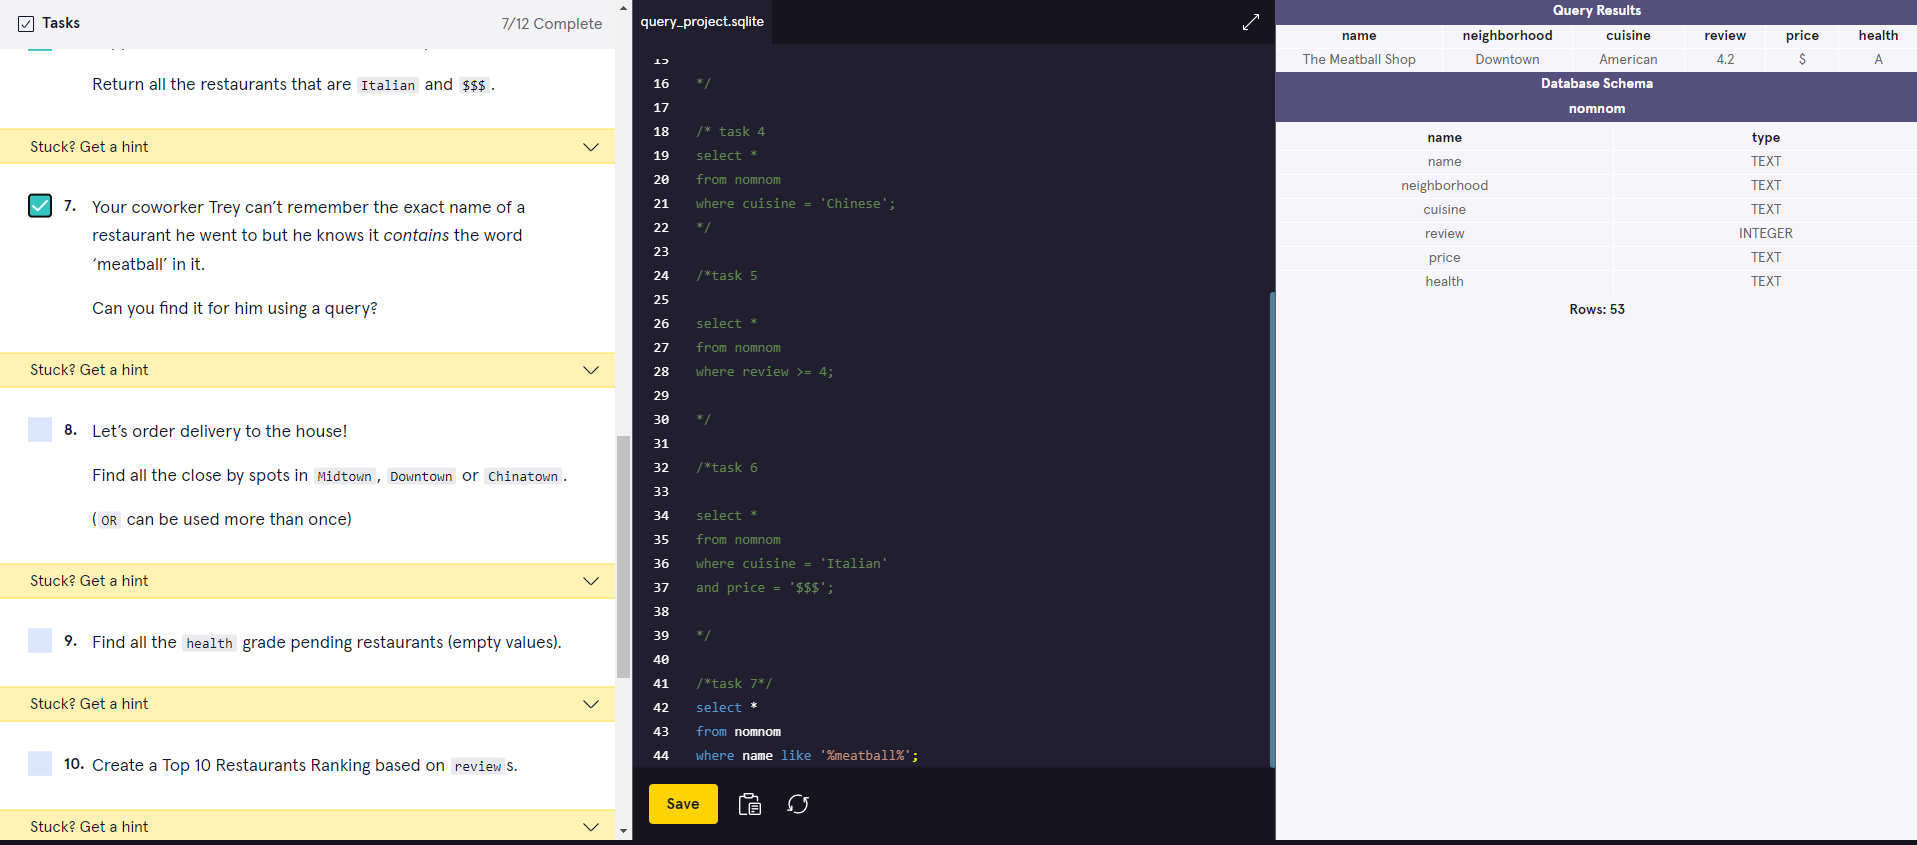 Tasks
7/12 Complete
Return all the restaurants that are Italian and $$$ .
Stuck? Get a hint
7. Your coworker Trey can’t remember the exact name of a
restaurant he went to but he knows it contains the word
‘meatball’ in it.
Can you find it for him using a query?
Stuck? Get a hint
8. Let’s order delivery to the house!
Find all the close by spots in Midtown , Downtown or Chinatown .
( OR can be used more than once)
Stuck? Get a hint
9. Find all the health grade pending restaurants (empty values).
Stuck? Get a hint
10. Create a Top 10 Restaurants Ranking based on review s.
Stuck? Get a hint
query_project.sqlite
15
16 */
17
18 /* task 4
19 select *
20 from nomnom
21 where cuisine = 'Chinese';
22 */
23
24 /*task 5
25
26 select *
27 from nomnom
28 where review >= 4;
29
30 */
31
32 /*task 6
33
34 select *
35 from nomnom
36 where cuisine = 'Italian'
37 and price = '$$$';
38
39 */
40
41 /*task 7*/
42 select *
43 from nomnom
44 where name like '%meatball%';
Save
Query Results
name neighborhood cuisine review price health
The Meatball Shop Downtown American 4.2 $ A
Database Schema
nomnom
name type
name TEXT
neighborhood TEXT
cuisine TEXT
review INTEGER
price TEXT
health TEXT
Rows: 53